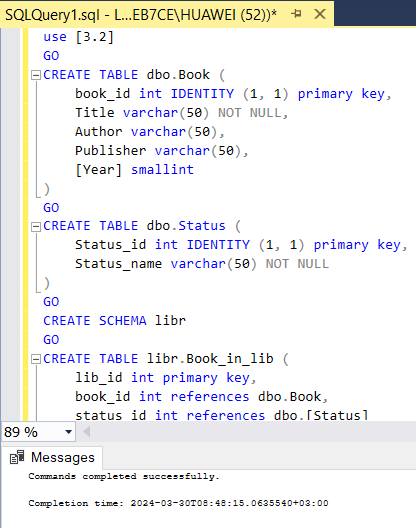 SQLQuery1.sql - L...EB7CE\HUAWEI (52))*
use [3.2]
GO
CREATE TABLE dbo.Book (
book_id int IDENTITY (1, 1) primary key,
Title varchar(50) NOT NULL,
Author varchar(50),
Publisher varchar(50),
[Year] smallint
)
GO
CREATE TABLE dbo.Status (
Status_id int IDENTITY (1, 1) primary key,
Status_name varchar(50) NOT NULL
)
GO
CREATE SCHEMA libr
GO
CREATE TABLE libr.Book_in_lib (
lib_id int primary key,
book_id int references dbo.Book,
status_id int references dbo.[Status]
89 %
Messages
Commands completed successfully.
Completion time: 2024-03-30T08:48:15.0635540+03:00